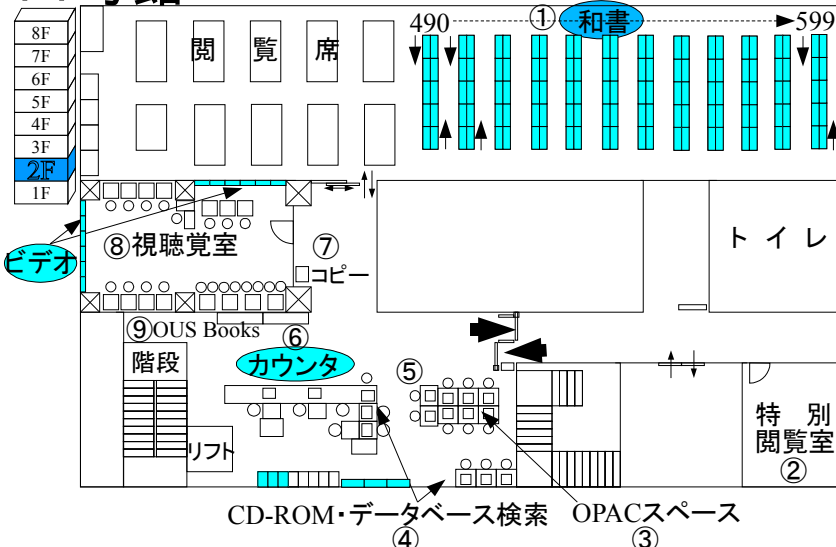 8F
7F
6F
5F
4F
3F
2F
1F
閲 覧 席
490
①
和書
599
ビデオ
⑧視聴覚室
⑦
コピー
トイレ
⑨OUS Books
⑥
カウンタ
階段
リフト
⑤
特 別
閲覧室
②
CD-ROM・データベース検索
④
OPACスペース
③